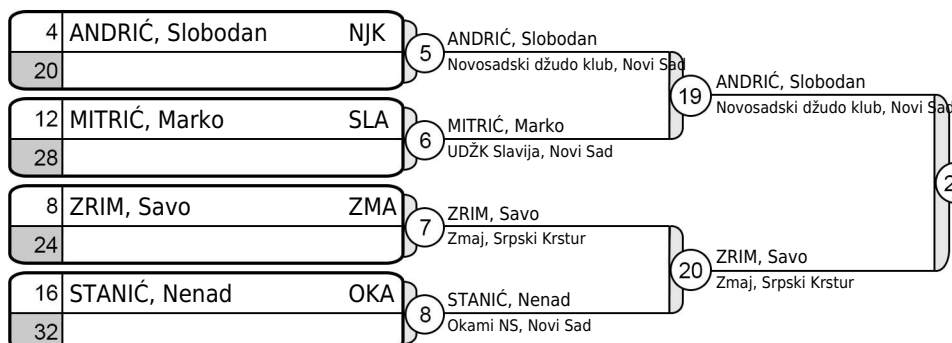 4 ANDRIĆ, Slobodan NJK
20
5
ANDRIĆ, Slobodan
Novosadski džudo klub, Novi Sad
12 MITRIĆ, Marko SLA
28
6
MITRIĆ, Marko
UDŽK Slavija, Novi Sad
19
ANDRIĆ, Slobodan
Novosadski džudo klub, Novi Sad
8 ZRIM, Savo ZMA
24
7
ZRIM, Savo
Zmaj, Srpski Krstur
16 STANIĆ, Nenad OKA
32
8
STANIĆ, Nenad
Okami NS, Novi Sad
20
ZRIM, Savo
Zmaj, Srpski Krstur